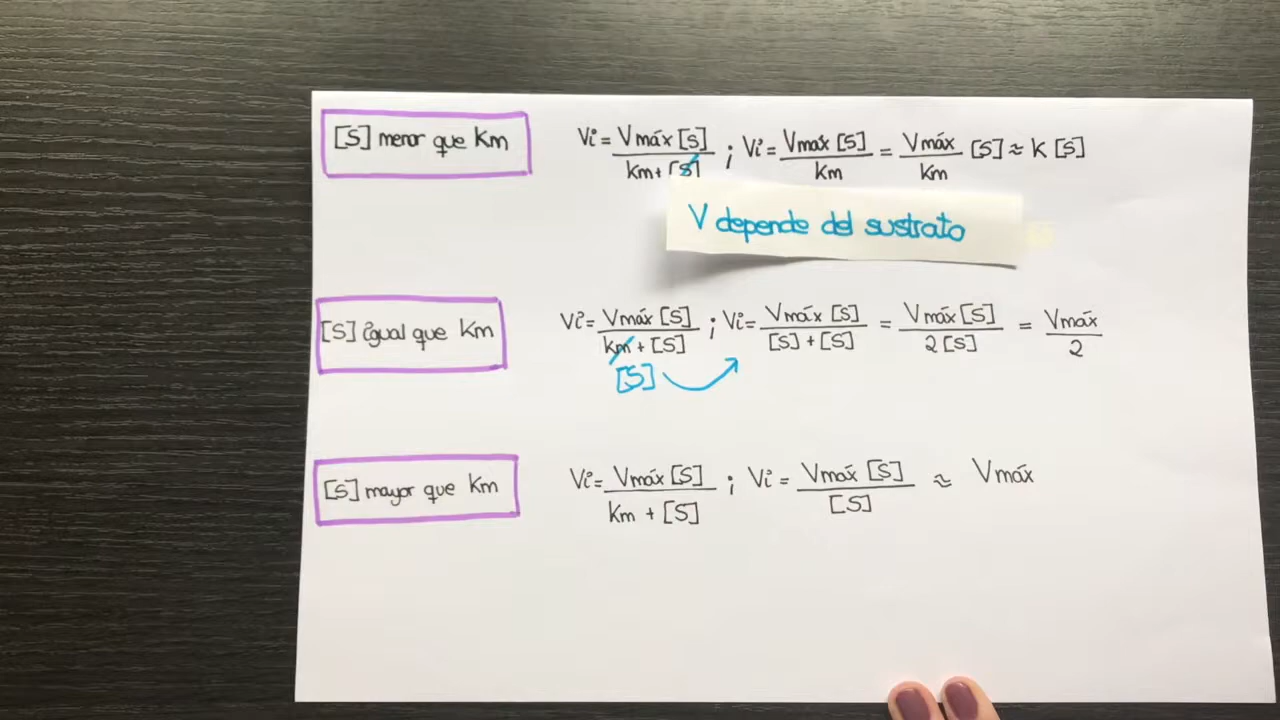 [S] menor que Km
Vi = Vmáx [S] / Km + [S] ; Vi = Vmáx [S] / Km = Vmáx / Km [S] ≈ K [S]
V depende del sustrato
[S] igual que Km
Vi = Vmáx [S] / Km + [S] ; Vi = Vmáx [S] / [S] + [S] = Vmáx [S] / 2 [S] = Vmáx / 2
[S]
[S] mayor que Km
Vi = Vmáx [S] / Km + [S] ; Vi = Vmáx [S] / [S] ≈ Vmáx